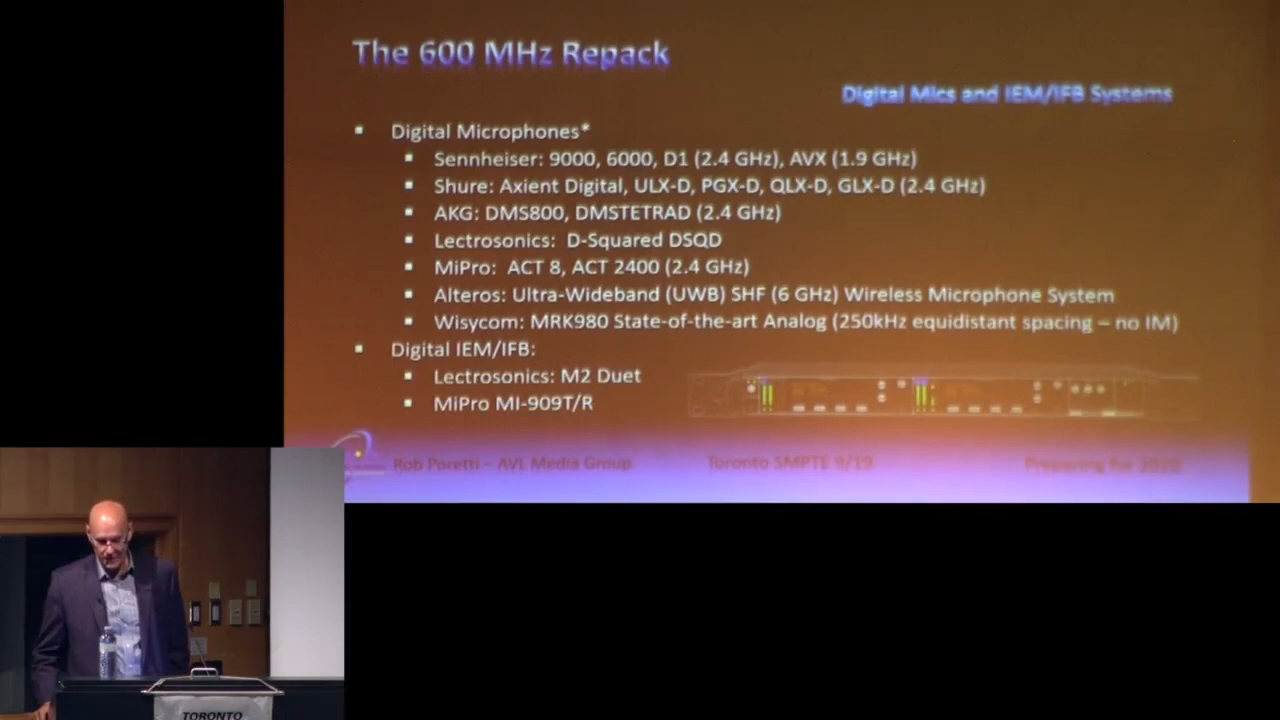 The 600 MHz Repack
Digital Mics and IEM/IFB Systems
▪ Digital Microphones*
▪ Sennheiser: 9000, 6000, D1 (2.4 GHz), AVX (1.9 GHz)
▪ Shure: Axient Digital, ULX-D, PGX-D, QLX-D, GLX-D (2.4 GHz)
▪ AKG: DMS800, DMSTETRAD (2.4 GHz)
▪ Lectrosonics: D-Squared DSQD
▪ MiPro: ACT 8, ACT 2400 (2.4 GHz)
▪ Alteros: Ultra-Wideband (UWB) SHF (6 GHz) Wireless Microphone System
▪ Wisycom: MRK980 State-of-the-art Analog (250kHz equidistant spacing – no IM)
▪ Digital IEM/IFB:
▪ Lectrosonics: M2 Duet
▪ MiPro MI-909T/R
Rob Poretti – AVL Media Group
Toronto SMPTE 9/19
Preparing for 2020
TORONTO